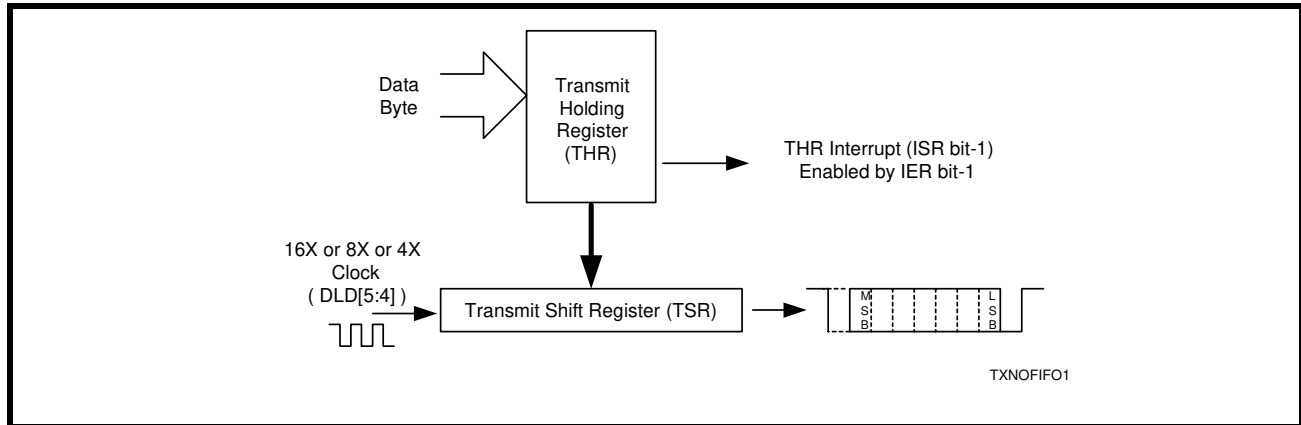 Data
Byte
Transmit
Holding
Register
(THR)
THR Interrupt (ISR bit-1)
Enabled by IER bit-1
16X or 8X or 4X
Clock
( DLD[5:4] )
Transmit Shift Register (TSR)
M
S
B
L
S
B
TXNOFIFO1